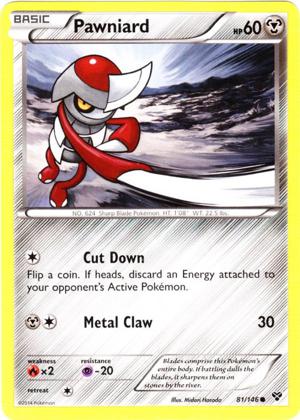 BASIC
Pawniard
HP60
NO. 624 Sharp Blade Pokémon. HT. 1'08" WT. 22.5 lbs.
Cut Down
Flip a coin. If heads, discard an Energy attached to
your opponent's Active Pokémon.
Metal Claw 30
weakness resistance
×2 -20
retreat
Blades comprise this Pokémon's
entire body. If battling dulls the
blades, it sharpens them on
stones by the river.
©2014 Pokémon
Illus. Midori Harada
81/146
XY